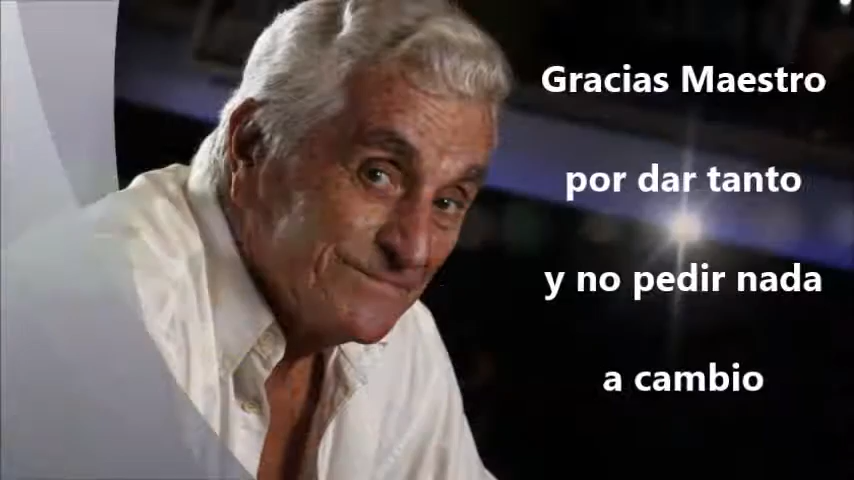 Gracias Maestro
por dar tanto
y no pedir nada
a cambio